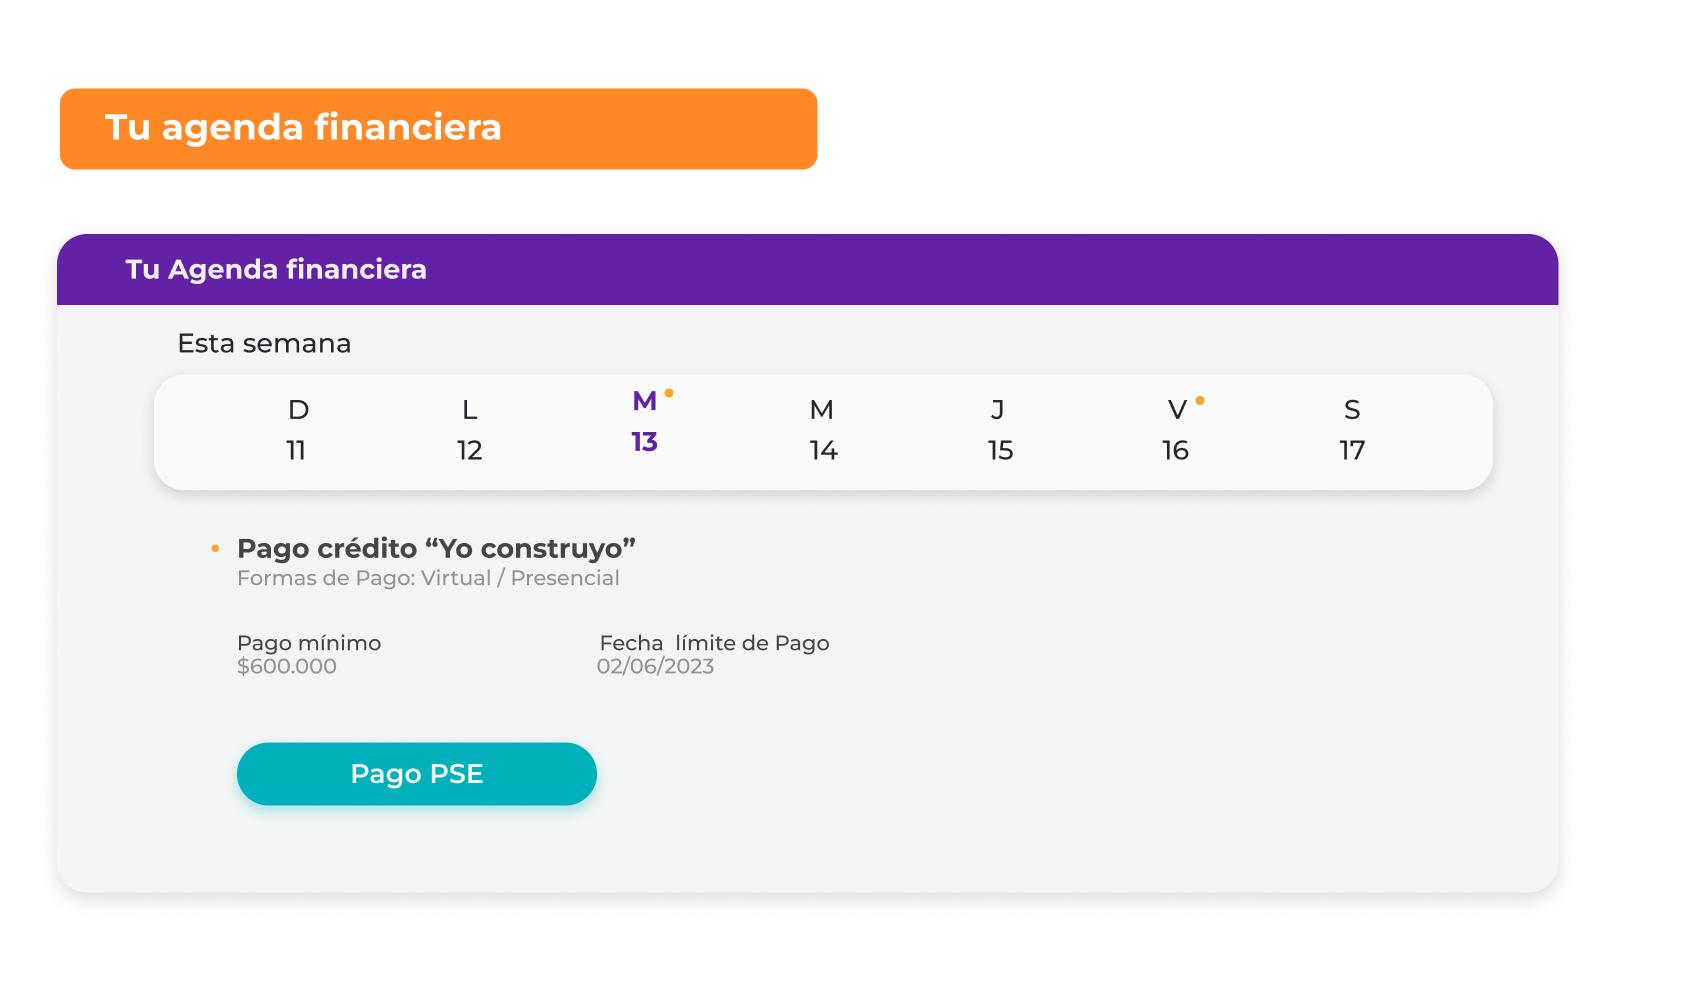 Tu agenda financiera
Tu Agenda financiera
Esta semana
D L M M J V S
11 12 13 14 15 16 17
Pago crédito “Yo construyo”
Formas de Pago: Virtual / Presencial
Pago mínimo Fecha límite de Pago
$600.000 02/06/2023
Pago PSE